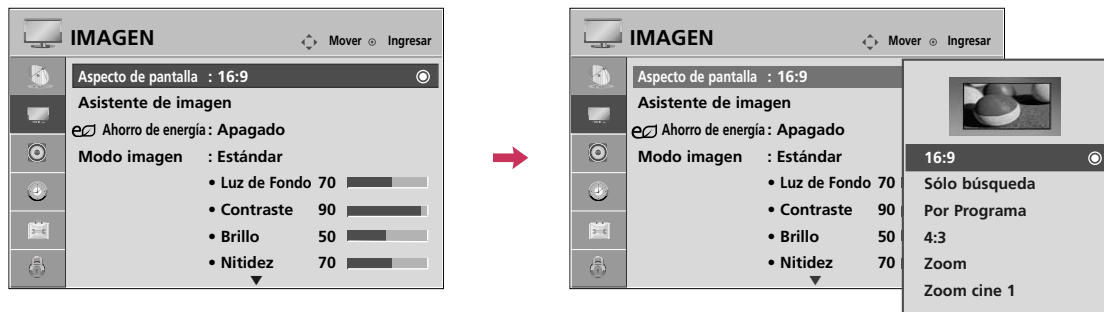 IMAGEN Mover Ingresar
Aspecto de pantalla : 16:9
Asistente de imagen
Ahorro de energía : Apagado
Modo imagen : Estándar
• Luz de Fondo 70
• Contraste 90
• Brillo 50
• Nitidez 70
IMAGEN Mover Ingresar
Aspecto de pantalla : 16:9
Asistente de imagen
Ahorro de energía : Apagado
Modo imagen : Estándar
• Luz de Fondo 70
• Contraste 90
• Brillo 50
• Nitidez 70
16:9
Sólo búsqueda
Por Programa
4:3
Zoom
Zoom cine 1